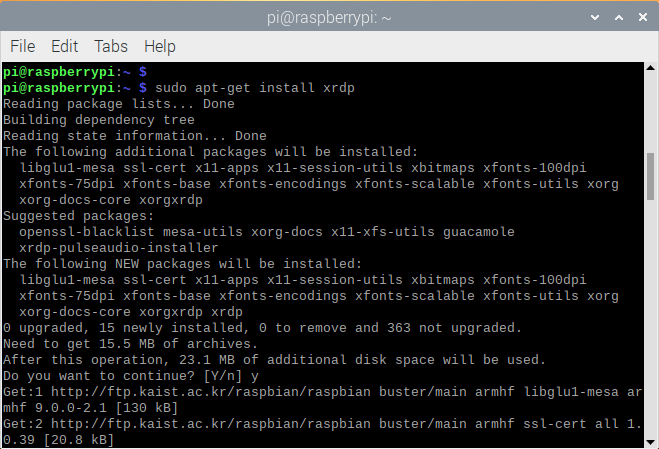 pi@raspberrypi: ~
File Edit Tabs Help
pi@raspberrypi:~ $
pi@raspberrypi:~ $ sudo apt-get install xrdp
Reading package lists... Done
Building dependency tree
Reading state information... Done
The following additional packages will be installed:
  libglu1-mesa ssl-cert x11-apps x11-session-utils xbitmaps xfonts-100dpi
  xfonts-75dpi xfonts-base xfonts-encodings xfonts-scalable xfonts-utils xorg
  xorg-docs-core xorgxrdp
Suggested packages:
  openssl-blacklist mesa-utils xorg-docs x11-xfs-utils guacamole
  xrdp-pulseaudio-installer
The following NEW packages will be installed:
  libglu1-mesa ssl-cert x11-apps x11-session-utils xbitmaps xfonts-100dpi
  xfonts-75dpi xfonts-base xfonts-encodings xfonts-scalable xfonts-utils xorg
  xorg-docs-core xorgxrdp xrdp
0 upgraded, 15 newly installed, 0 to remove and 363 not upgraded.
Need to get 15.5 MB of archives.
After this operation, 23.1 MB of additional disk space will be used.
Do you want to continue? [Y/n] y
Get:1 http://ftp.kaist.ac.kr/raspbian/raspbian buster/main armhf libglu1-mesa ar
mhf 9.0.0-2.1 [130 kB]
Get:2 http://ftp.kaist.ac.kr/raspbian/raspbian buster/main armhf ssl-cert all 1.
0.39 [20.8 kB]